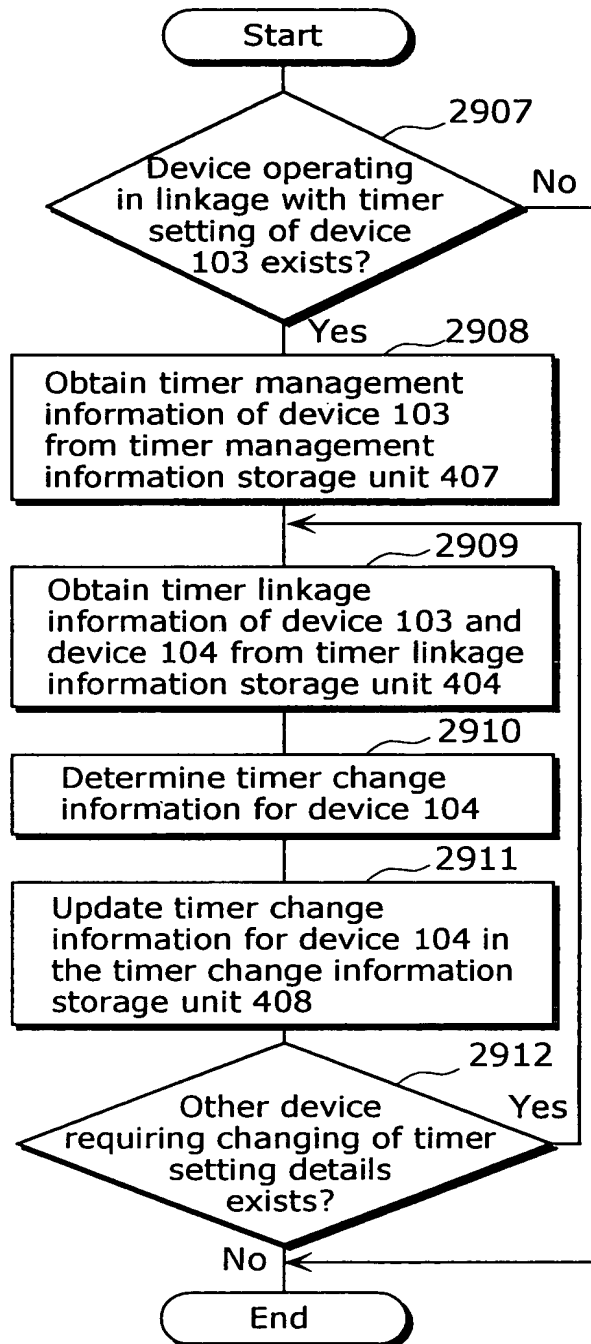 Start
2907
Device operating
in linkage with timer
setting of device
103 exists?
No
Yes
2908
Obtain timer management
information of device 103
from timer management
information storage unit 407
2909
Obtain timer linkage
information of device 103 and
device 104 from timer linkage
information storage unit 404
2910
Determine timer change
information for device 104
2911
Update timer change
information for device 104 in
the timer change information
storage unit 408
2912
Other device
requiring changing of timer
setting details
exists?
Yes
No
End